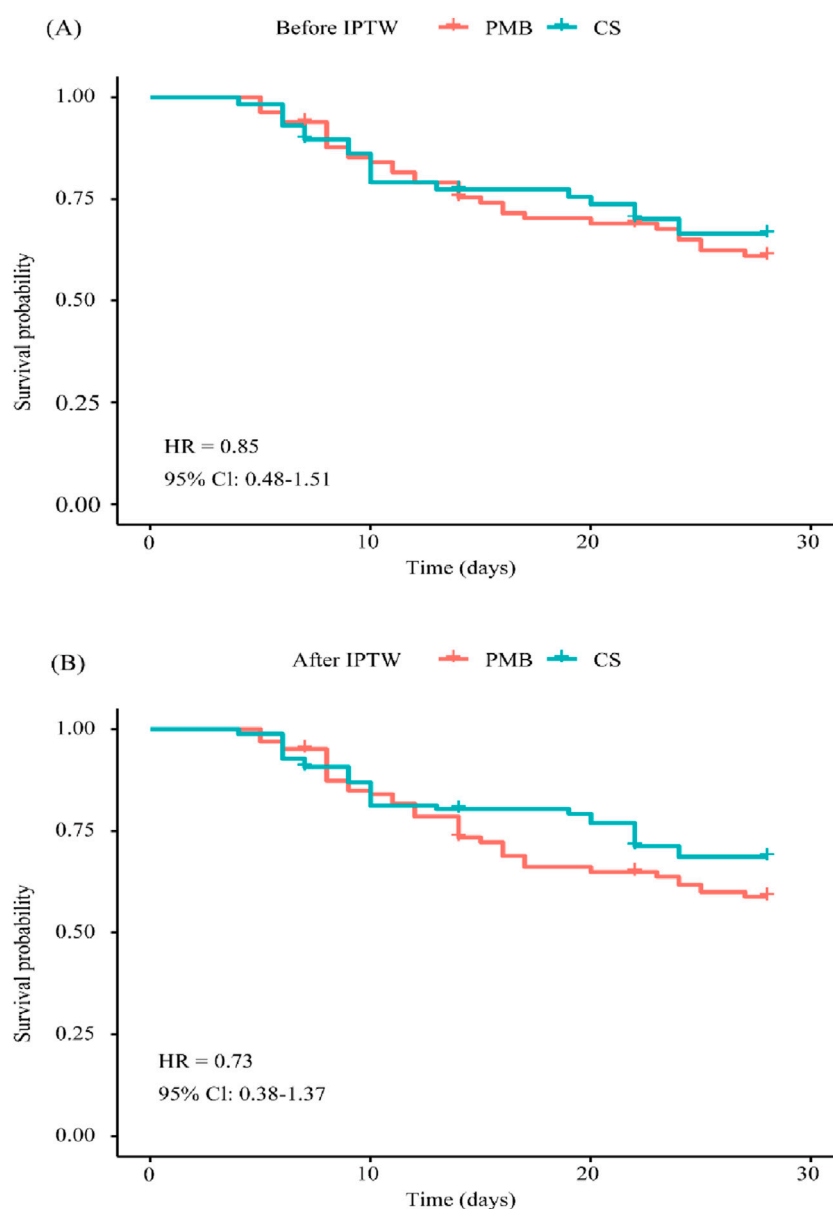 (A) Before IPTW PMB CS
1.00
0.75
0.50
0.25
0.00
Survival probability
HR = 0.85
95% Cl: 0.48-1.51
0 10 20 30
Time (days)
(B) After IPTW PMB CS
1.00
0.75
0.50
0.25
0.00
Survival probability
HR = 0.73
95% Cl: 0.38-1.37
0 10 20 30
Time (days)